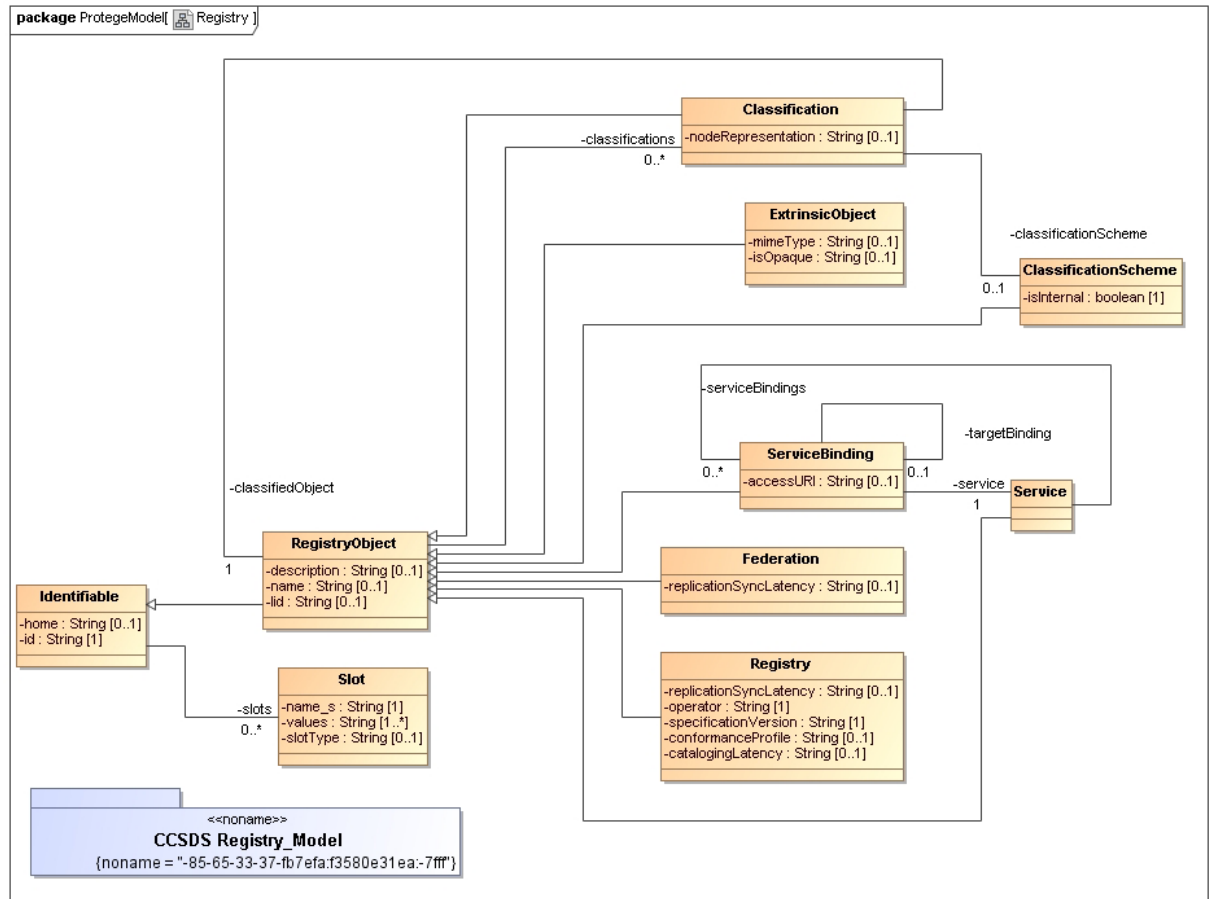 package ProtegeModel[ Registry ]
Classification
-nodeRepresentation : String [0..1]
-classifications
0..*
ExtrinsicObject
-mimeType : String [0..1]
-isOpaque : String [0..1]
-classificationScheme
ClassificationScheme
0..1
-isInternal : boolean [1]
-serviceBindings
-targetBinding
ServiceBinding
0..*
0..1
-accessURI : String [0..1]
-service
1
Service
-classifiedObject
1
RegistryObject
-description : String [0..1]
-name : String [0..1]
-lid : String [0..1]
Federation
-replicationSyncLatency : String [0..1]
Identifiable
-home : String [0..1]
-id : String [1]
Slot
-slots
0..*
-name_s : String [1]
-values : String [1..*]
-slotType : String [0..1]
Registry
-replicationSyncLatency : String [0..1]
-operator : String [1]
-specificationVersion : String [1]
-conformanceProfile : String [0..1]
-catalogingLatency : String [0..1]
<<noname>>
CCSDS Registry_Model
{noname = "-85-65-33-37-fb7efa:f3580e31ea:-7fff"}